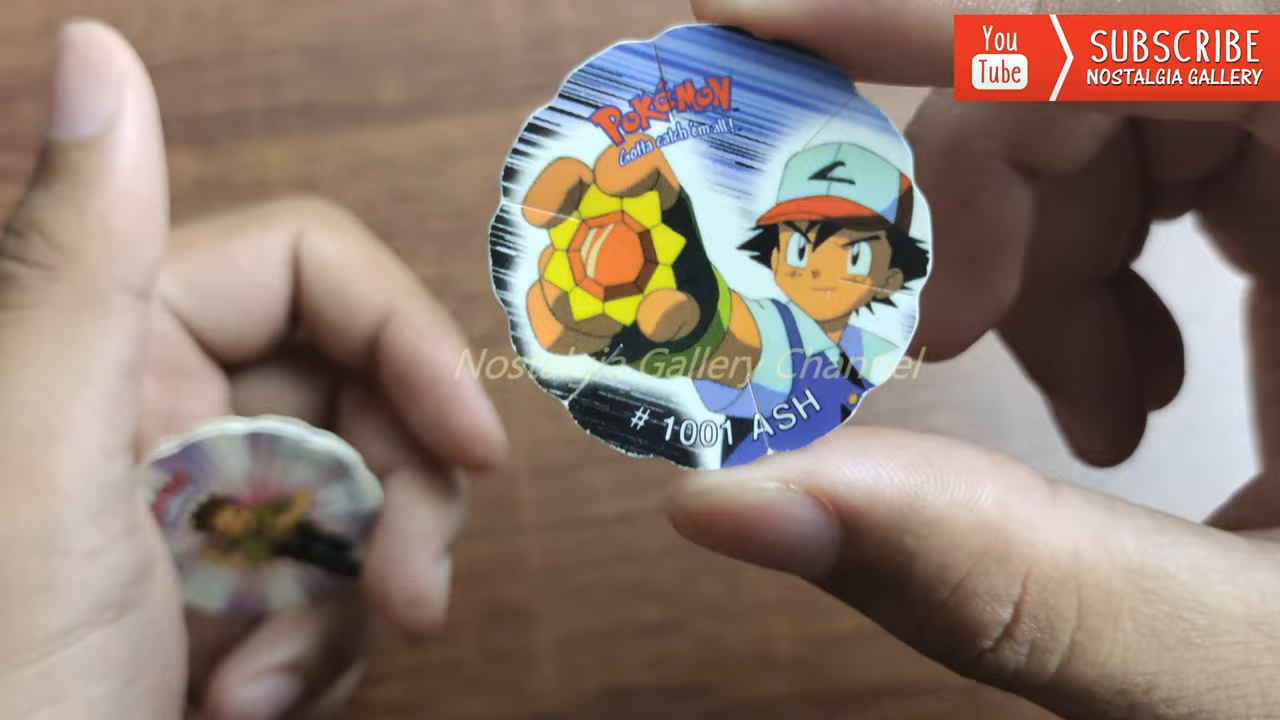 You
Tube
SUBSCRIBE
NOSTALGIA GALLERY
POKéMON
Gotta catch 'em all!
Nostalgia Gallery Channel
# 1001 ASH